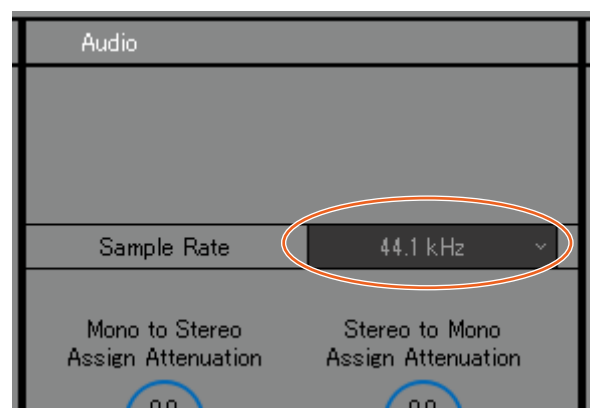 Audio
Sample Rate
44.1 kHz
Mono to Stereo
Assign Attenuation
Stereo to Mono
Assign Attenuation